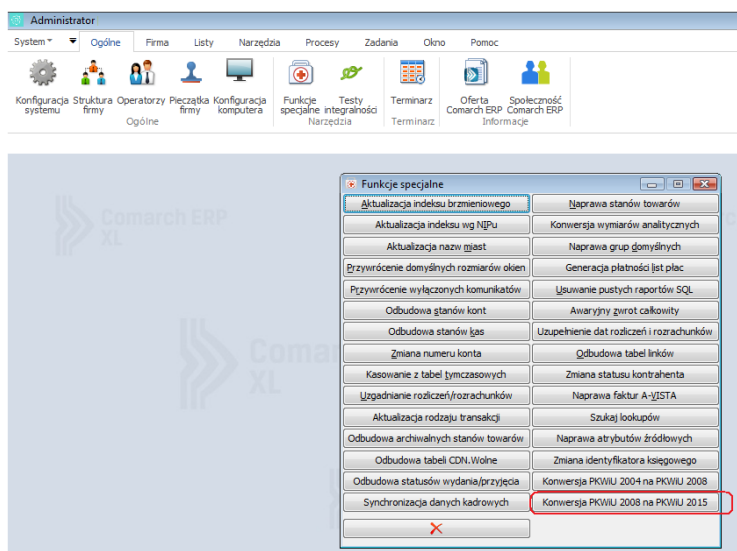 Administrator
System Ogólne Firma Listy Narzędzia Procesy Zadania Okno Pomoc
Konfiguracja systemu
Struktura firmy
Operatorzy
Pieczątka firmy
Konfiguracja komputera
Ogólne
Funkcje specjalne
Testy integralności
Narzędzia
Terminarz
Terminarz
Oferta Comarch ERP
Społeczność Comarch ERP
Informacje
Comarch ERP
XL
Funkcje specjalne
Aktualizacja indeksu brzmieniowego
Naprawa stanów towarów
Aktualizacja indeksu wg NIPu
Konwersja wymiarów analitycznych
Aktualizacja nazw miast
Naprawa grup domyślnych
Przywrócenie domyślnych rozmiarów okien
Generacja płatności list płac
Przywrócenie wyłączonych komunikatów
Usuwanie pustych raportów SQL
Odbudowa stanów kont
Awaryjny zwrot całkowity
Odbudowa stanów kas
Uzupełnienie dat rozliczeń i rozrachunków
Zmiana numeru konta
Odbudowa tabel linków
Kasowanie z tabel tymczasowych
Zmiana statusu kontrahenta
Uzgadnianie rozliczeń/rozrachunków
Naprawa faktur A-VISTA
Aktualizacja rodzaju transakcji
Szukaj lookupów
Odbudowa archiwalnych stanów towarów
Naprawa atrybutów źródłowych
Odbudowa tabeli CDN.Wolne
Zmiana identyfikatora księgowego
Odbudowa statusów wydania/przyjęcia
Konwersja PKWiU 2004 na PKWiU 2008
Synchronizacja danych kadrowych
Konwersja PKWiU 2008 na PKWiU 2015
Coma
XL